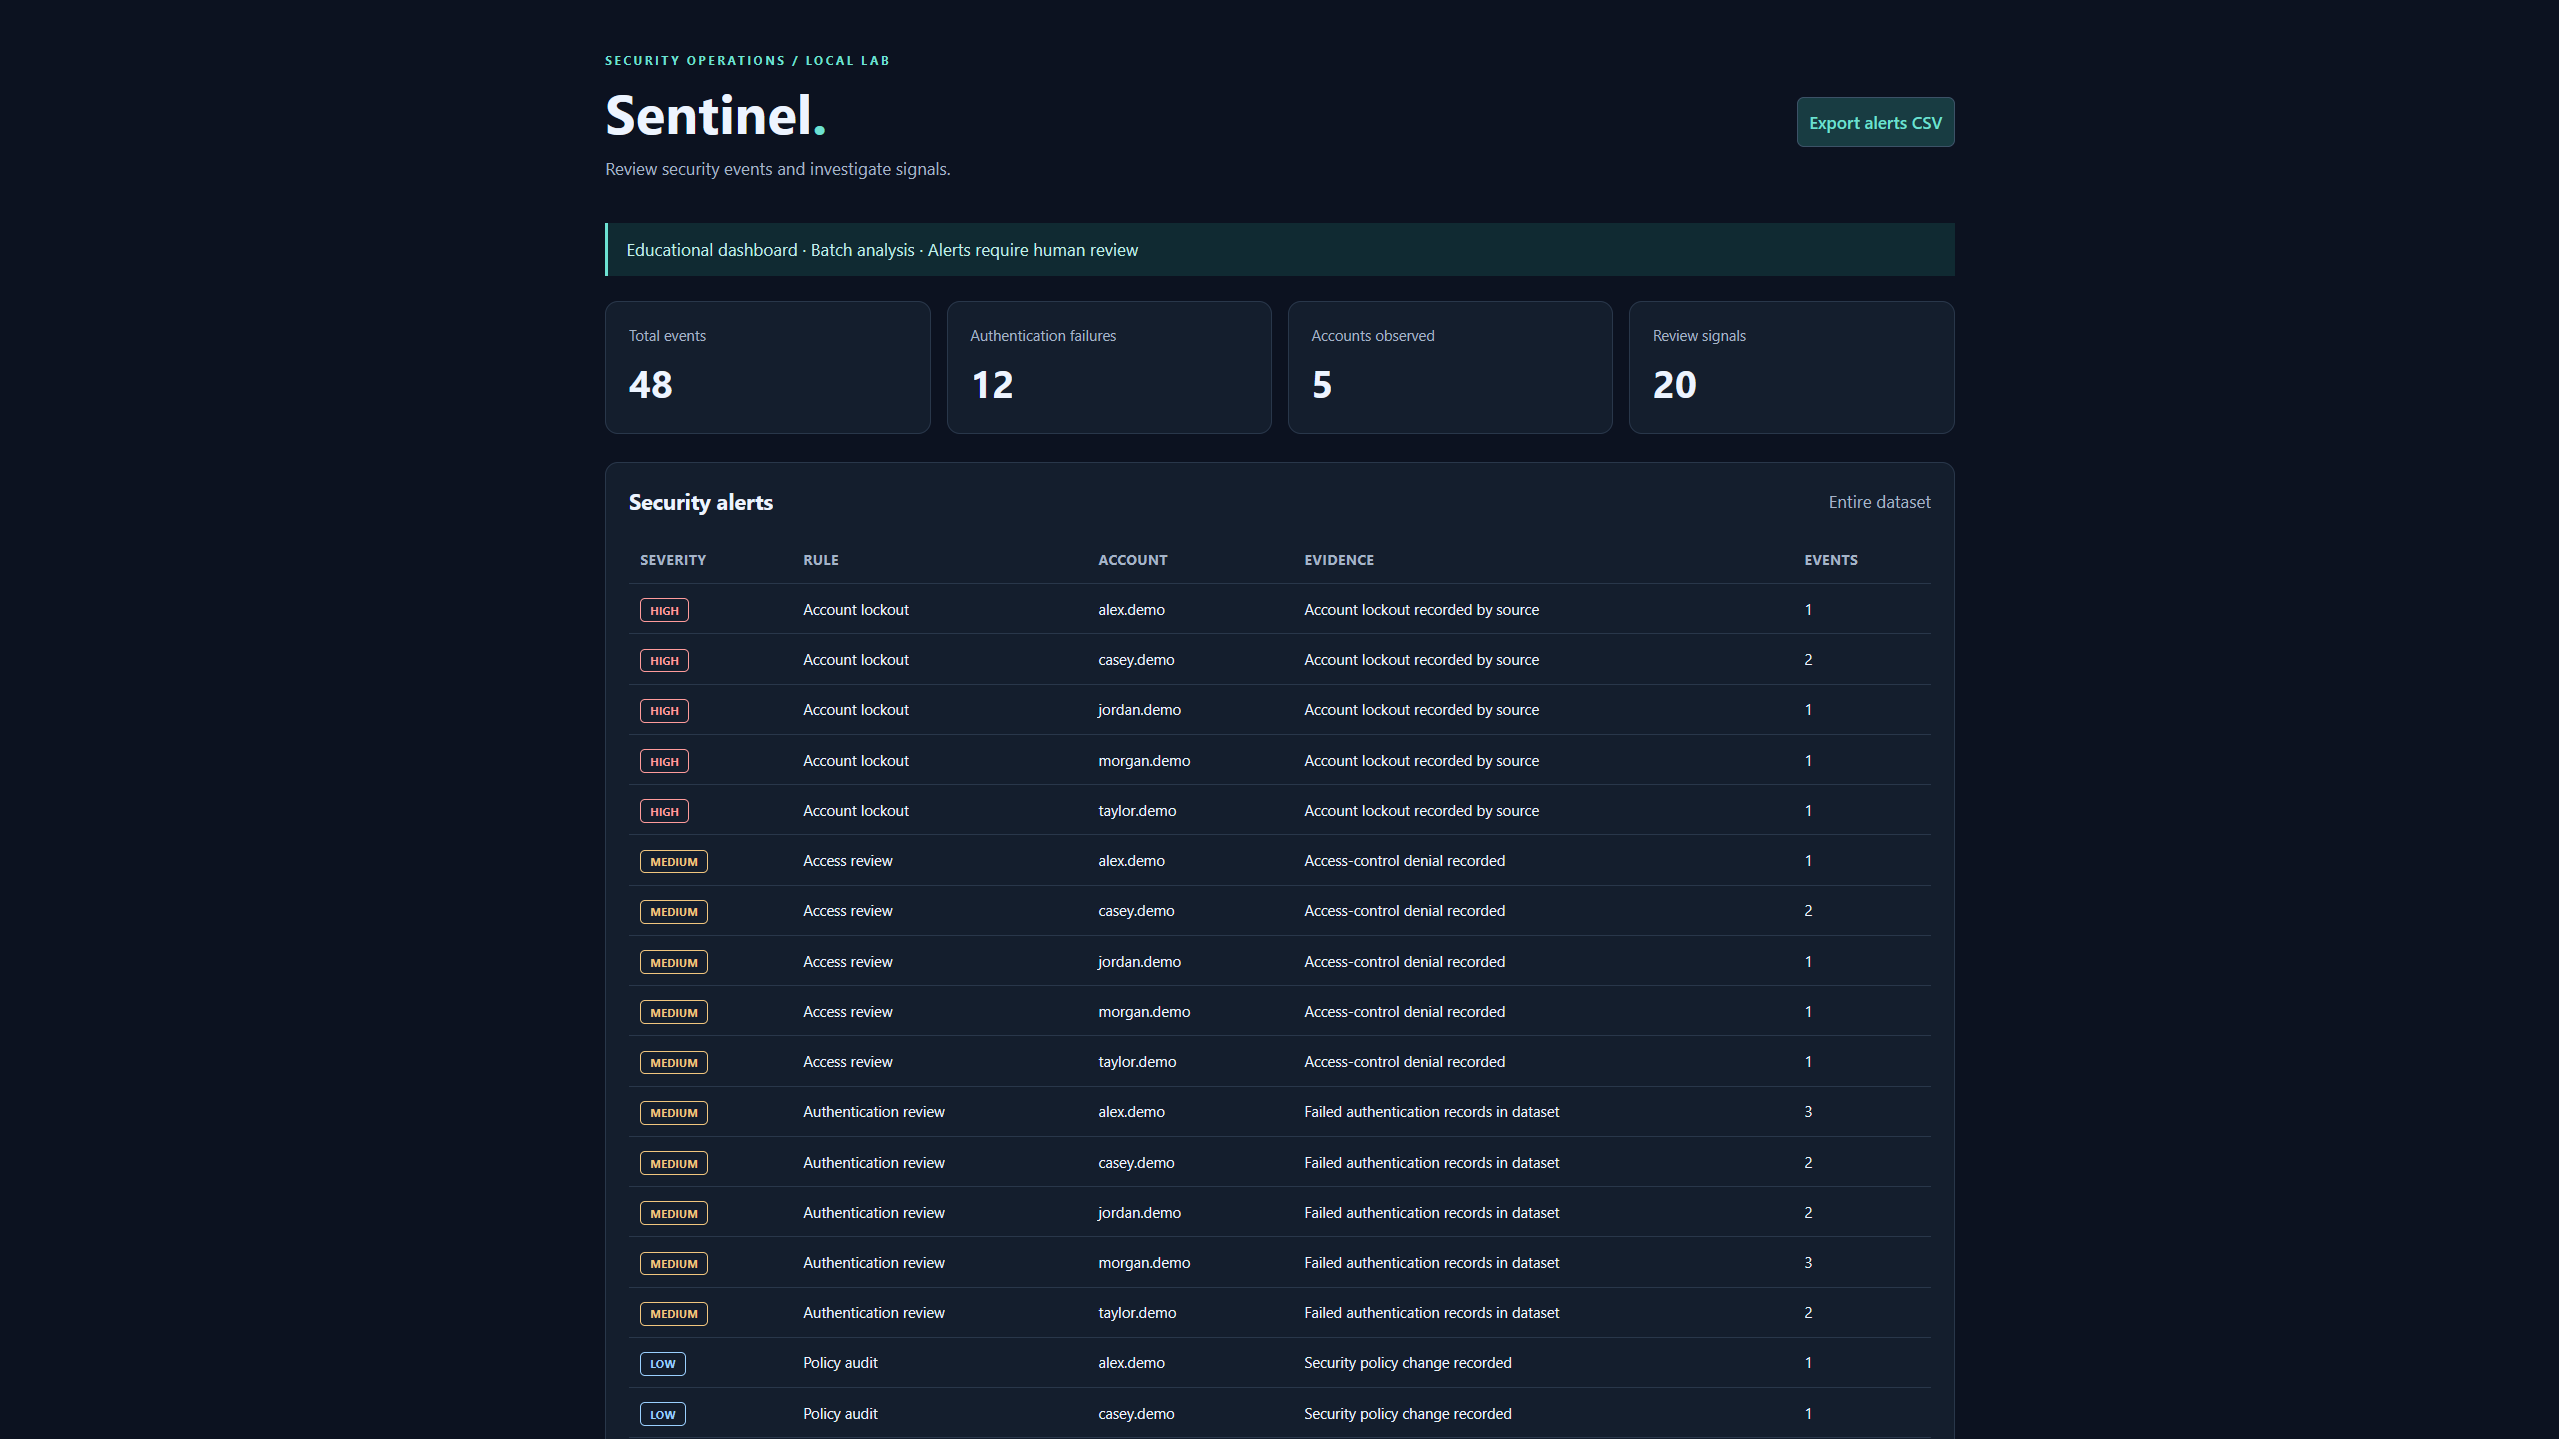 SECURITY OPERATIONS / LOCAL LAB
Sentinel.
Export alerts CSV
Review security events and investigate signals.
Educational dashboard · Batch analysis · Alerts require human review
Total events Authentication failures Accounts observed Review signals
48 12 5 20
Security alerts Entire dataset
SEVERITY RULE ACCOUNT EVIDENCE EVENTS
HIGH Account lockout alex.demo Account lockout recorded by source 1
HIGH Account lockout casey.demo Account lockout recorded by source 2
HIGH Account lockout jordan.demo Account lockout recorded by source 1
HIGH Account lockout morgan.demo Account lockout recorded by source 1
HIGH Account lockout taylor.demo Account lockout recorded by source 1
MEDIUM Access review alex.demo Access-control denial recorded 1
MEDIUM Access review casey.demo Access-control denial recorded 2
MEDIUM Access review jordan.demo Access-control denial recorded 1
MEDIUM Access review morgan.demo Access-control denial recorded 1
MEDIUM Access review taylor.demo Access-control denial recorded 1
MEDIUM Authentication review alex.demo Failed authentication records in dataset 3
MEDIUM Authentication review casey.demo Failed authentication records in dataset 2
MEDIUM Authentication review jordan.demo Failed authentication records in dataset 2
MEDIUM Authentication review morgan.demo Failed authentication records in dataset 3
MEDIUM Authentication review taylor.demo Failed authentication records in dataset 2
LOW Policy audit alex.demo Security policy change recorded 1
LOW Policy audit casey.demo Security policy change recorded 1